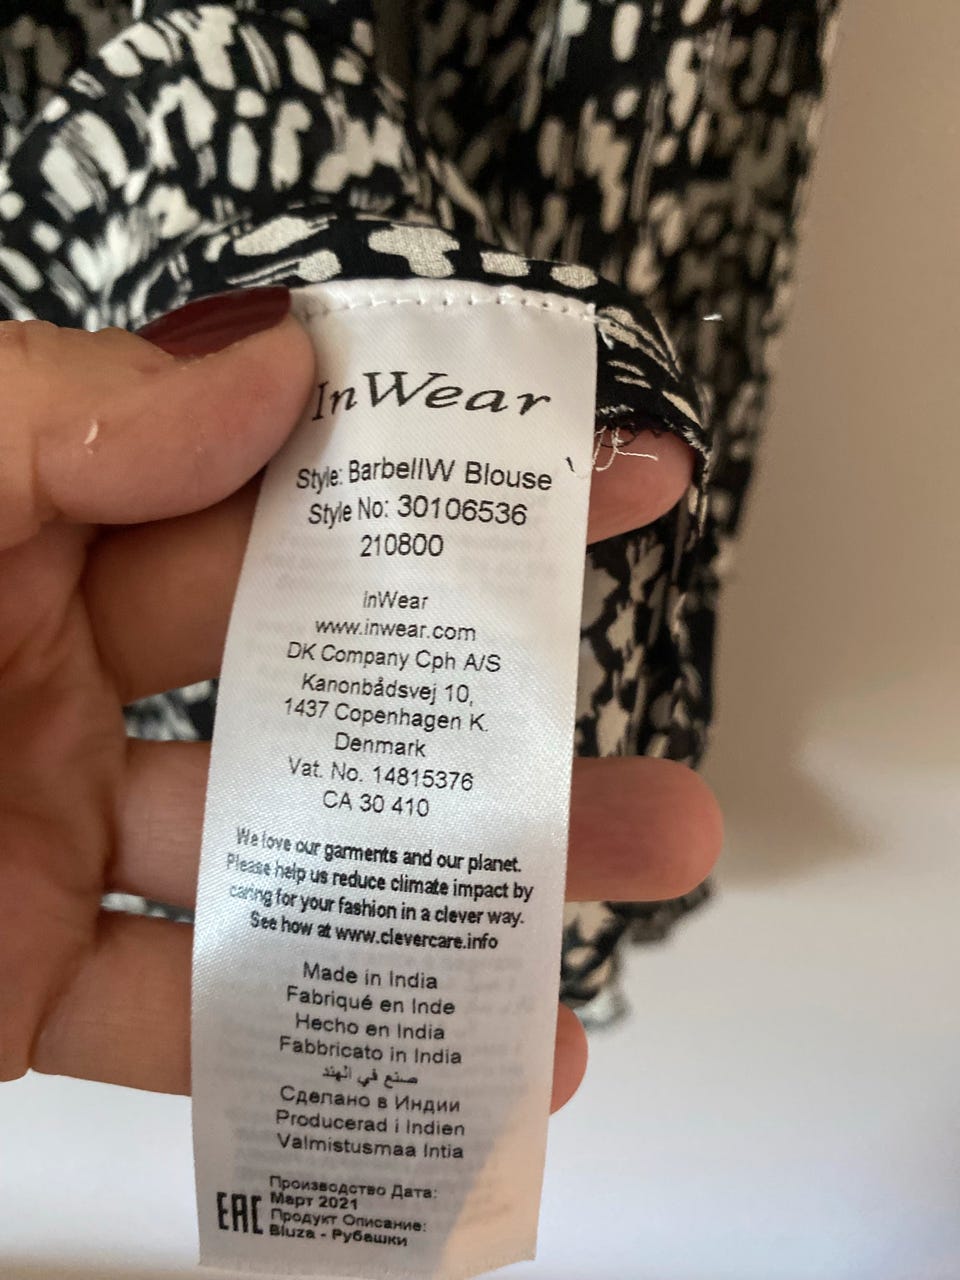 InWear
Style: BarbellW Blouse
Style No: 30106536
210800
InWear
www.inwear.com
DK Company Cph A/S
Kanonbådsvej 10,
1437 Copenhagen K.
Denmark
Vat. No. 14815376
CA 30 410
We love our garments and our planet.
Please help us reduce climate impact by
caring for your fashion in a clever way.
See how at www.clevercare.info
Made in India
Fabriqué en Inde
Hecho en India
Fabbricato in India
صنع في الهند
Сделано в Индии
Producerad i Indien
Valmistusmaa Intia
EAC
Производство Дата:
Март 2021
Продукт Описание:
Bluza - Рубашки